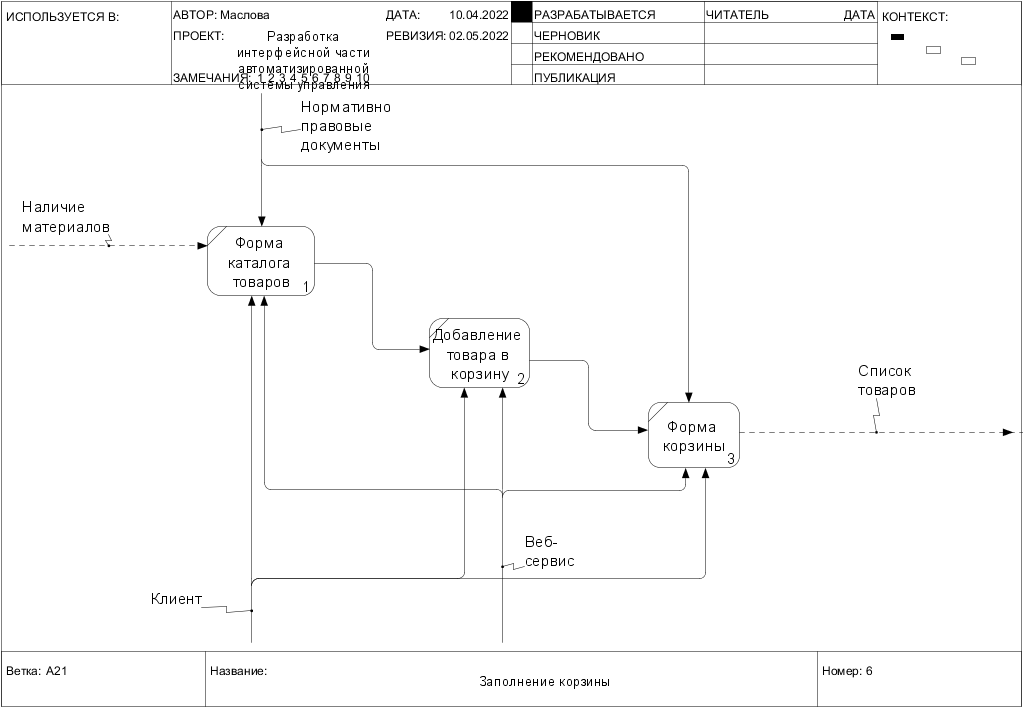 ИСПОЛЬЗУЕТСЯ В:
АВТОР: Маслова
ДАТА: 10.04.2022
РАЗРАБАТЫВАЕТСЯ
ЧИТАТЕЛЬ ДАТА
КОНТЕКСТ:
ПРОЕКТ: Разработка
интерфейсной части
автоматизированной
системы управления
РЕВИЗИЯ: 02.05.2022
ЧЕРНОВИК
РЕКОМЕНДОВАНО
ЗАМЕЧАНИЯ: 1 2 3 4 5 6 7 8 9 10
ПУБЛИКАЦИЯ
Нормативно
правовые
документы
Наличие
материалов
Форма
каталога
товаров 1
Добавление
товара в
корзину 2
Список
товаров
Форма
корзины
3
Веб-
сервис
Клиент
Ветка: A21
Название:
Заполнение корзины
Номер: 6